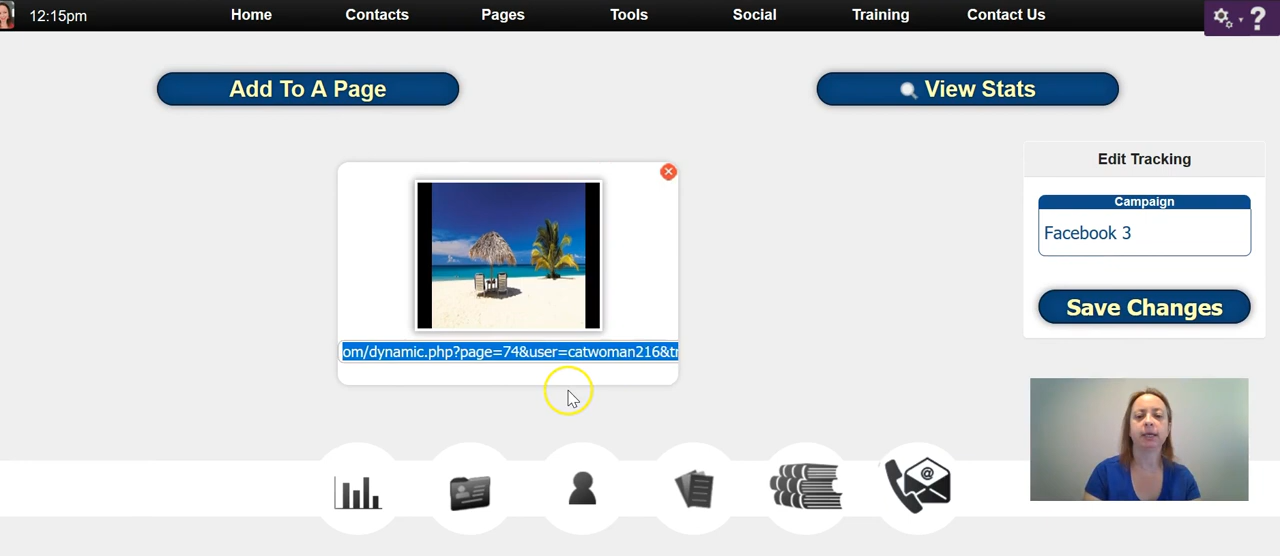 12:15pm
Home
Contacts
Pages
Tools
Social
Training
Contact Us
?
Add To A Page
View Stats
Edit Tracking
Campaign
Facebook 3
Save Changes
om/dynamic.php?page=74&user=catwoman216&tr
@